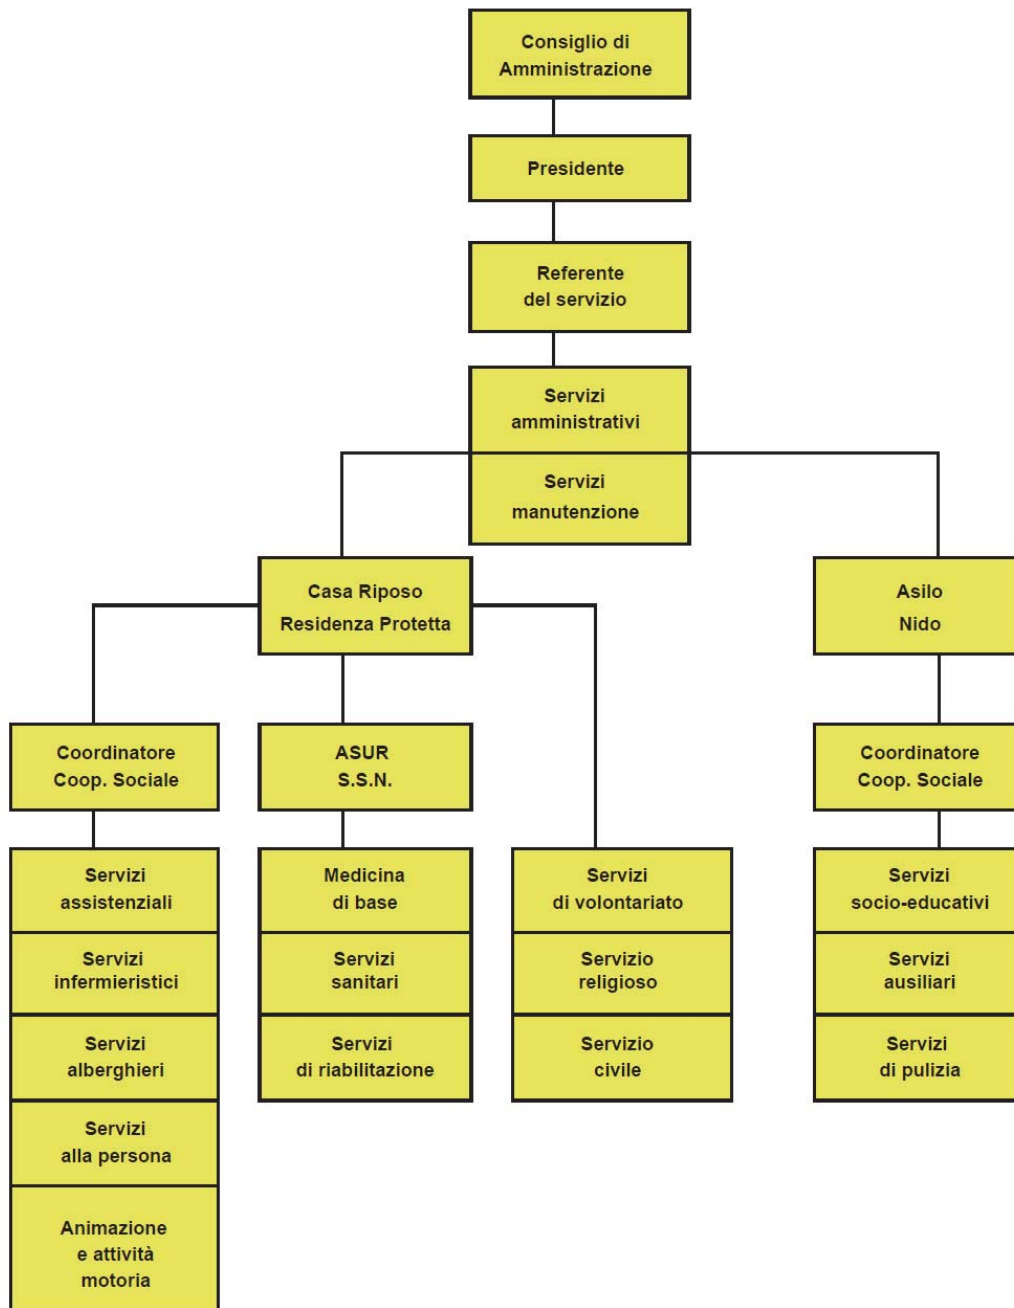 Consiglio di
Amministrazione
Presidente
Referente
del servizio
Servizi
amministrativi
Servizi
manutenzione
Casa Riposo
Residenza Protetta
Asilo
Nido
Coordinatore
Coop. Sociale
ASUR
S.S.N.
Coordinatore
Coop. Sociale
Servizi
assistenziali
Servizi
infermieristici
Servizi
alberghieri
Servizi
alla persona
Animazione
e attività
motoria
Medicina
di base
Servizi
sanitari
Servizi
di riabilitazione
Servizi
di volontariato
Servizio
religioso
Servizio
civile
Servizi
socio-educativi
Servizi
ausiliari
Servizi
di pulizia